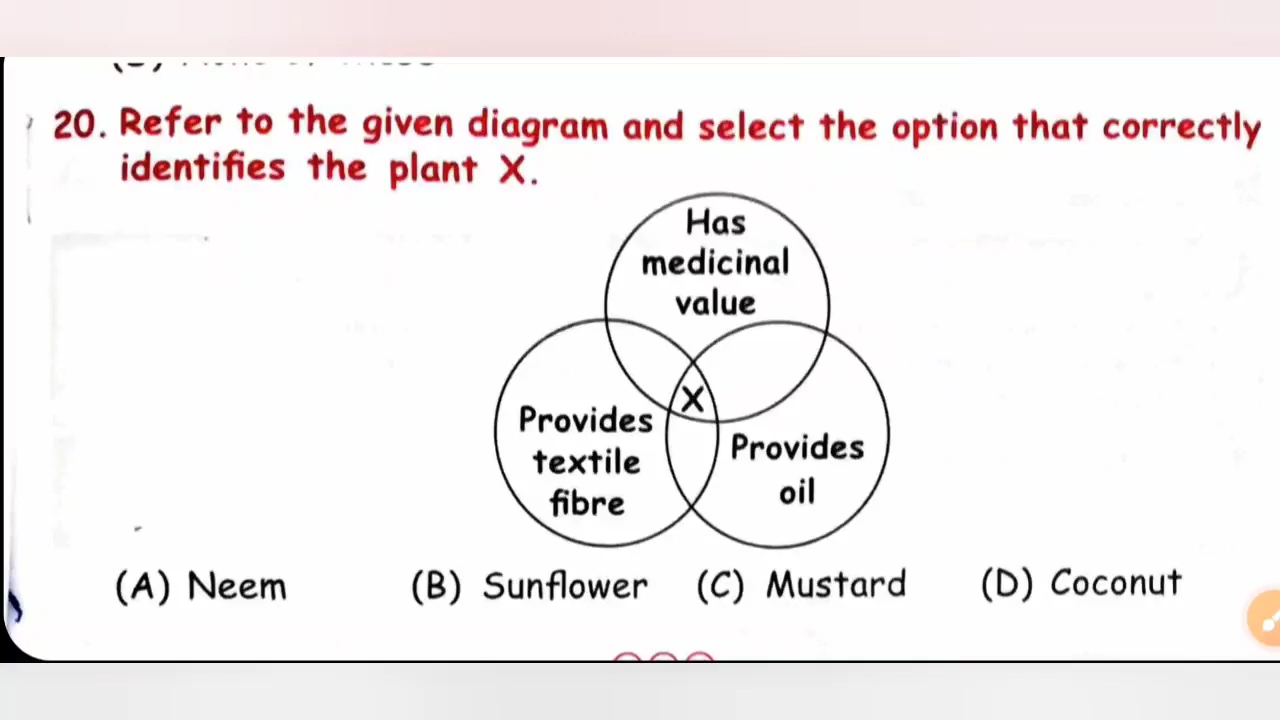 20. Refer to the given diagram and select the option that correctly
identifies the plant X.
Has
medicinal
value
X
Provides
textile
fibre
Provides
oil
(A) Neem (B) Sunflower (C) Mustard (D) Coconut